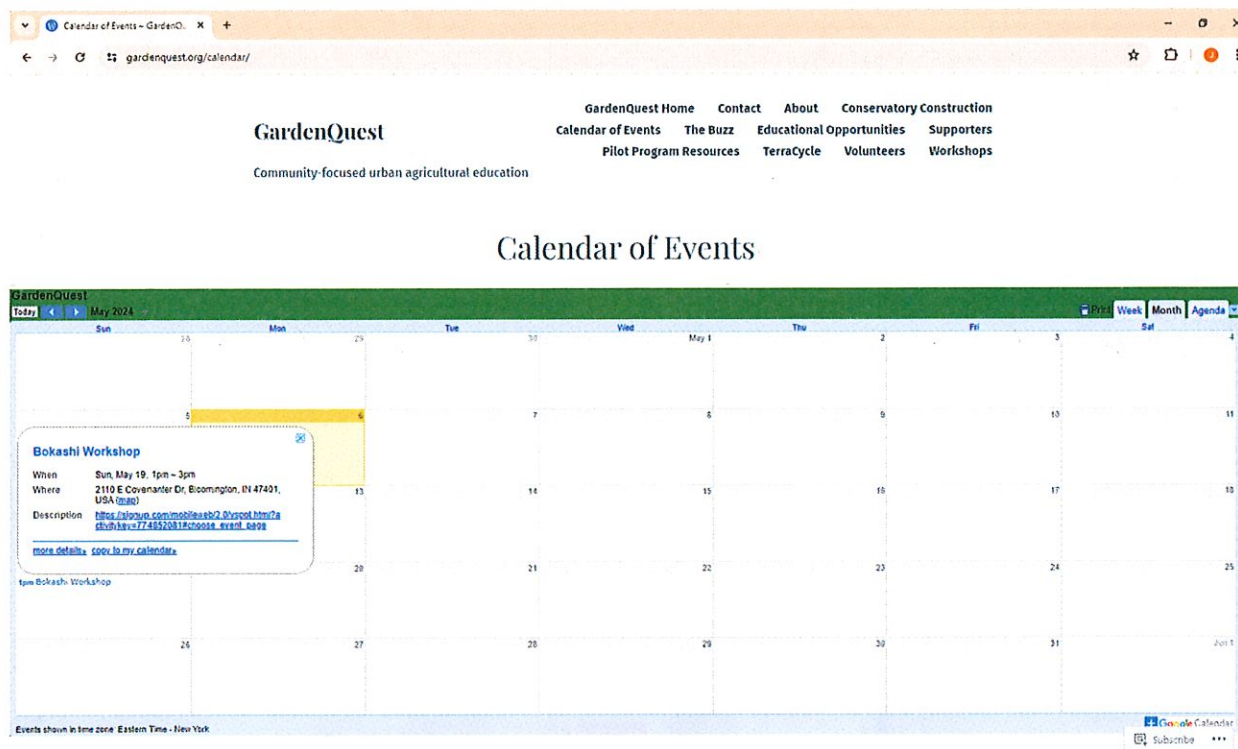 Calendar of Events ~ GardenQ.
gardenquest.org/calendar/
J
GardenQuest Home Contact About Conservatory Construction
GardenQuest
Calendar of Events The Buzz Educational Opportunities Supporters
Pilot Program Resources TerraCycle Volunteers Workshops
Community-focused urban agricultural education
Calendar of Events
GardenQuest
Today May 2024 Print Week Month Agenda
Sun Mon Tue Wed Thu Fri Sat
28 29 30 May 1 2 3 4
5 6 7 8 9 10 11
Bokashi Workshop
When Sun, May 19, 1pm – 3pm
Where 2110 E Covenanter Dr, Bloomington, IN 47401,
USA (map)
13 14 15 16 17 18
Description https://signup.com/mobileweb/2.0/vspot.html?a
ctivitykey=774852081#choose_event_page
more details» copy to my calendar»
20 21 22 23 24 25
1pm Bokashi Workshop
26 27 28 29 30 31 Jun 1
Events shown in time zone: Eastern Time - New York
Google Calendar
Subscribe